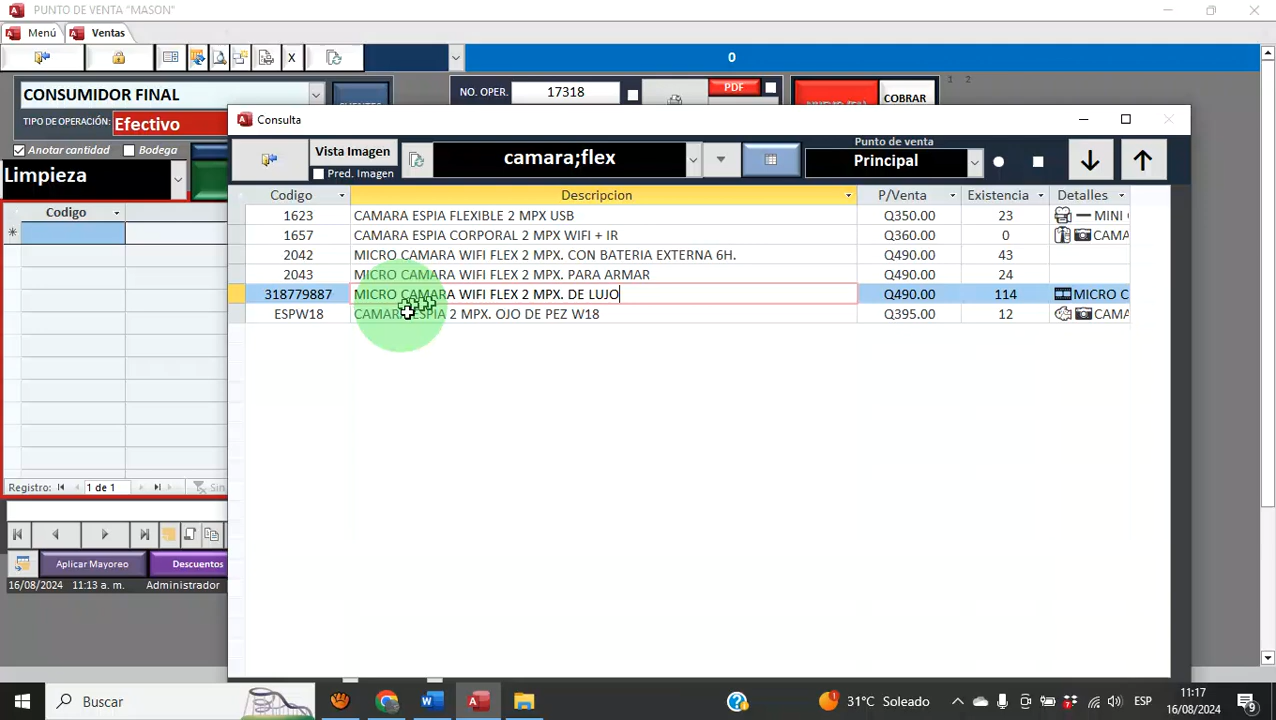 PUNTO DE VENTA "MASON"
Menú
Ventas
X
0
CONSUMIDOR FINAL
NO. OPER.
17318
PDF
1 2
COBRAR
TIPO DE OPERACIÓN:
Efectivo
Anotar cantidad
Bodega
Limpieza
Codigo
Registro:
1 de 1
Sin
Aplicar Mayoreo
Descuentos
16/08/2024
11:13 a. m.
Administrador
Consulta
Vista Imagen
Pred. Imagen
camara;flex
Punto de venta
Principal
Codigo Descripcion P/Venta Existencia Detalles
1623 CAMARA ESPIA FLEXIBLE 2 MPX USB Q350.00 23 MINI
1657 CAMARA ESPIA CORPORAL 2 MPX WIFI + IR Q360.00 0 CAMA
2042 MICRO CAMARA WIFI FLEX 2 MPX. CON BATERIA EXTERNA 6H. Q490.00 43
2043 MICRO CAMARA WIFI FLEX 2 MPX. PARA ARMAR Q490.00 24
318779887 MICRO CAMARA WIFI FLEX 2 MPX. DE LUJO Q490.00 114 MICRO C
ESPW18 CAMARA ESPIA 2 MPX. OJO DE PEZ W18 Q395.00 12 CAMA
Buscar
31°C Soleado
ESP
11:17
16/08/2024
9